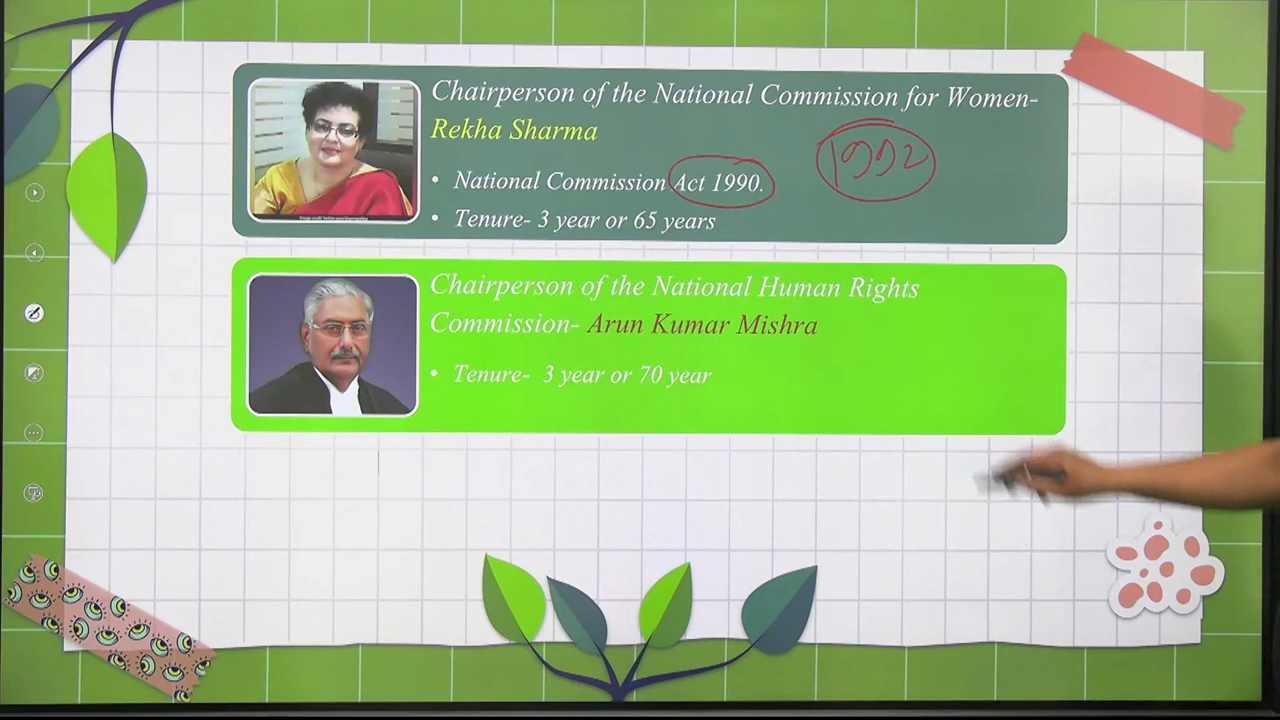 Chairperson of the National Commission for Women-
Rekha Sharma
• National Commission Act 1990.
1992
• Tenure- 3 year or 65 years
Chairperson of the National Human Rights
Commission- Arun Kumar Mishra
• Tenure- 3 year or 70 year